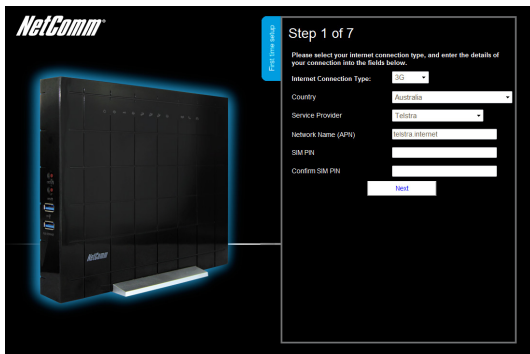 NetComm
First time setup
Step 1 of 7
Please select your internet connection type, and enter the details of
your connection into the fields below.
Internet Connection Type: 3G
Country Australia
Service Provider Telstra
Network Name (APN) telstra.internet
SIM PIN
Confirm SIM PIN
Next
NetComm